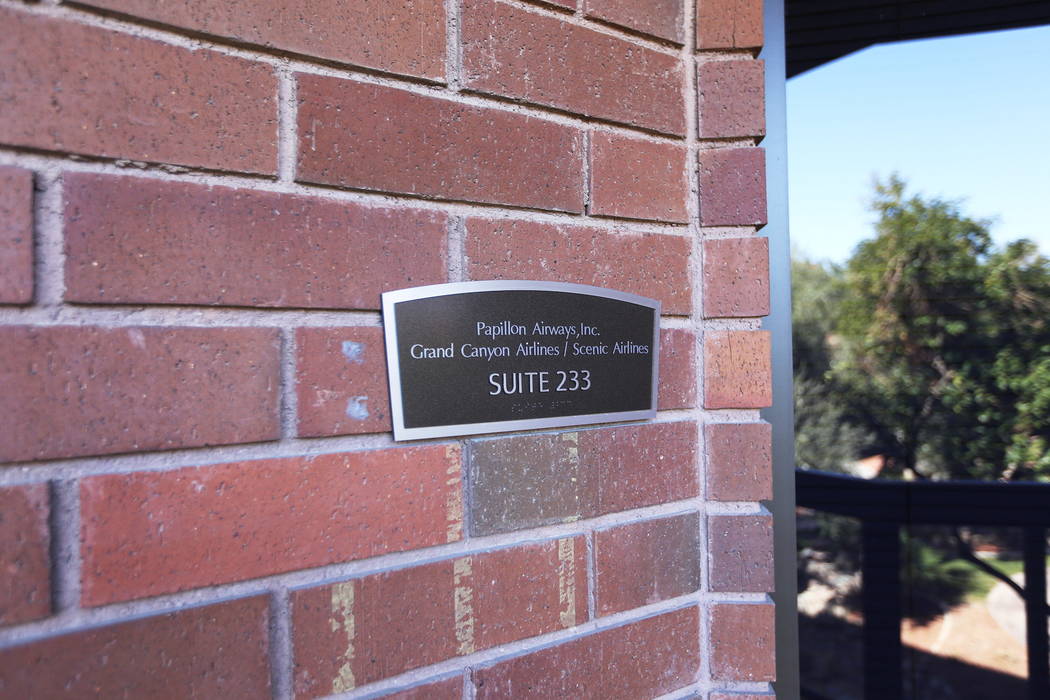 Papillon Airways,Inc.
Grand Canyon Airlines / Scenic Airlines
SUITE 233